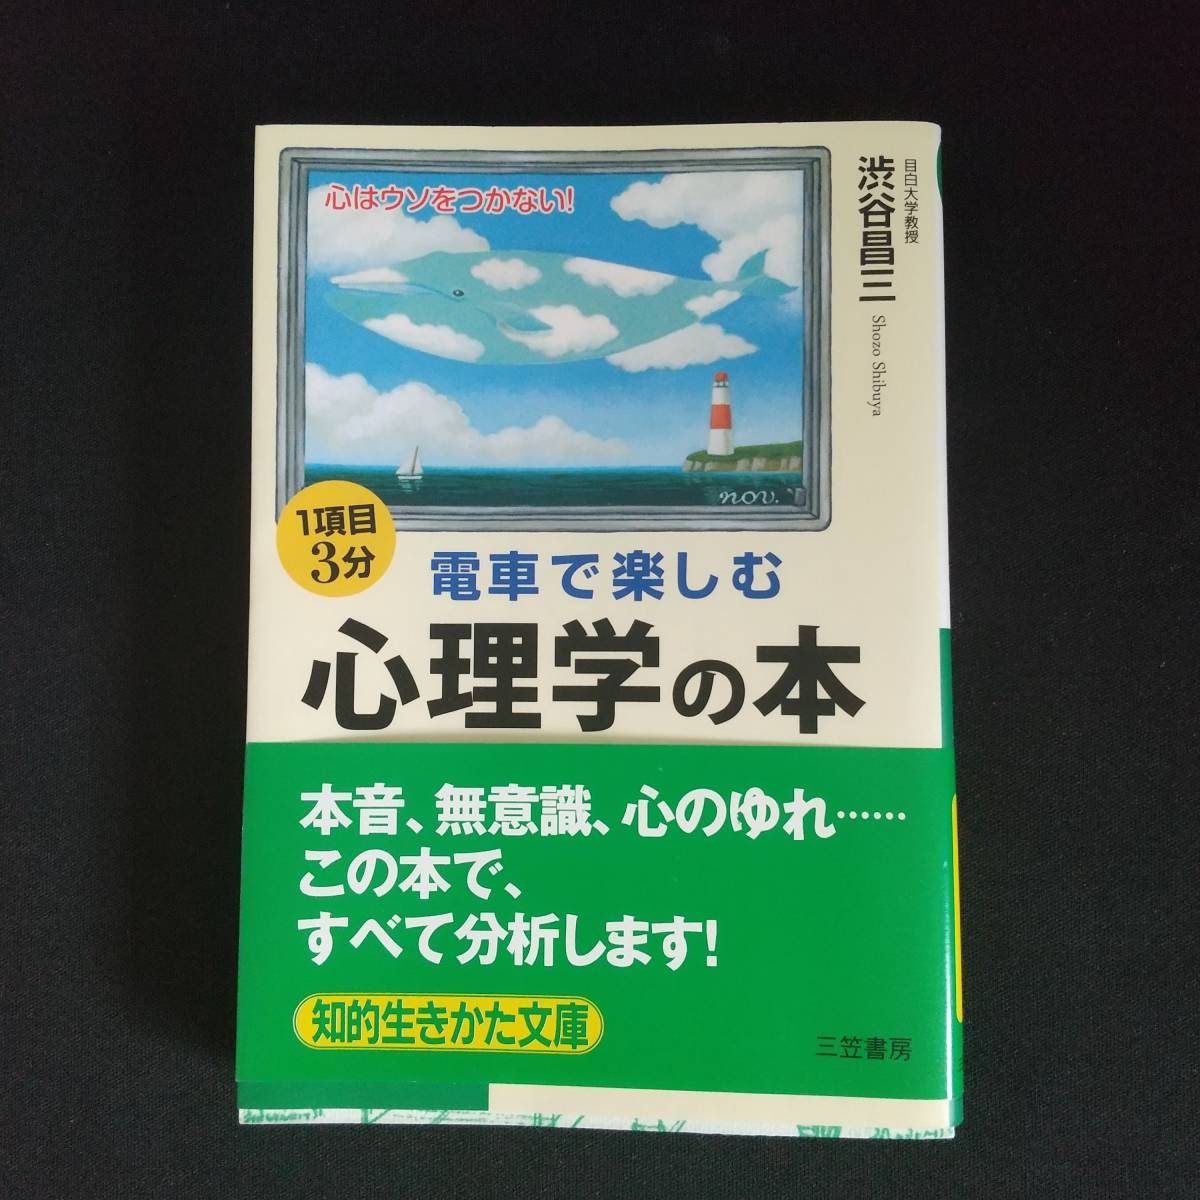 心はウソをつかない!
目白大学教授
渋谷昌三
Shozo Shibuya
nov.
1項目
3分
電車で楽しむ
心理学の本
本音、無意識、心のゆれ……
この本で、
すべて分析します!
知的生きかた文庫
三笠書房